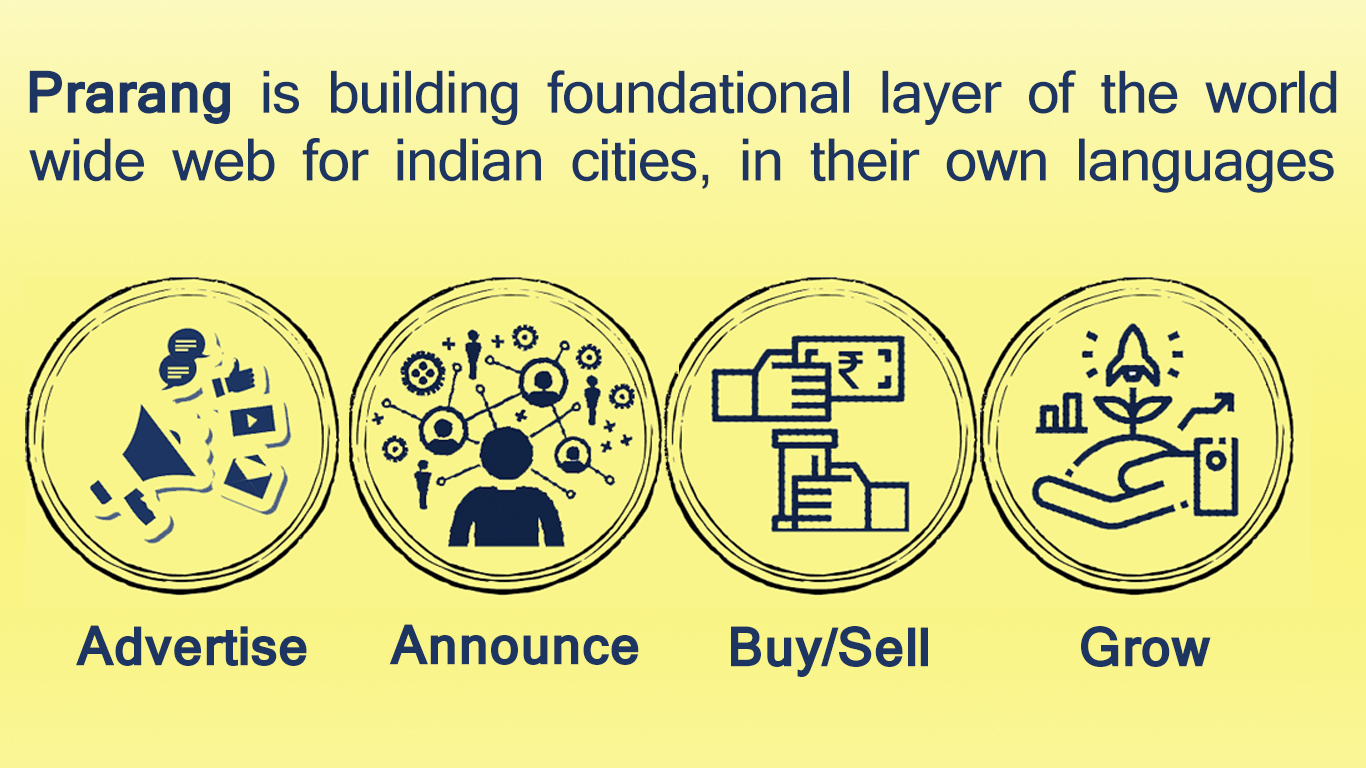 Prarang is building foundational layer of the world
wide web for indian cities, in their own languages
₹
Advertise
Announce
Buy/Sell
Grow